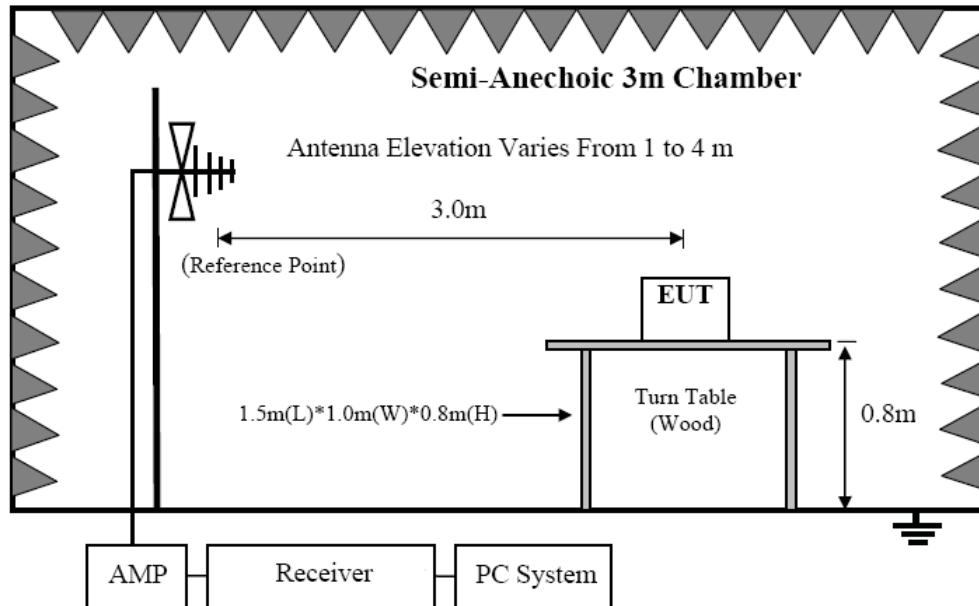 Semi-Anechoic 3m Chamber
Antenna Elevation Varies From 1 to 4 m
3.0m
(Reference Point)
EUT
1.5m(L)*1.0m(W)*0.8m(H)
Turn Table
(Wood)
0.8m
AMP
Receiver
PC System